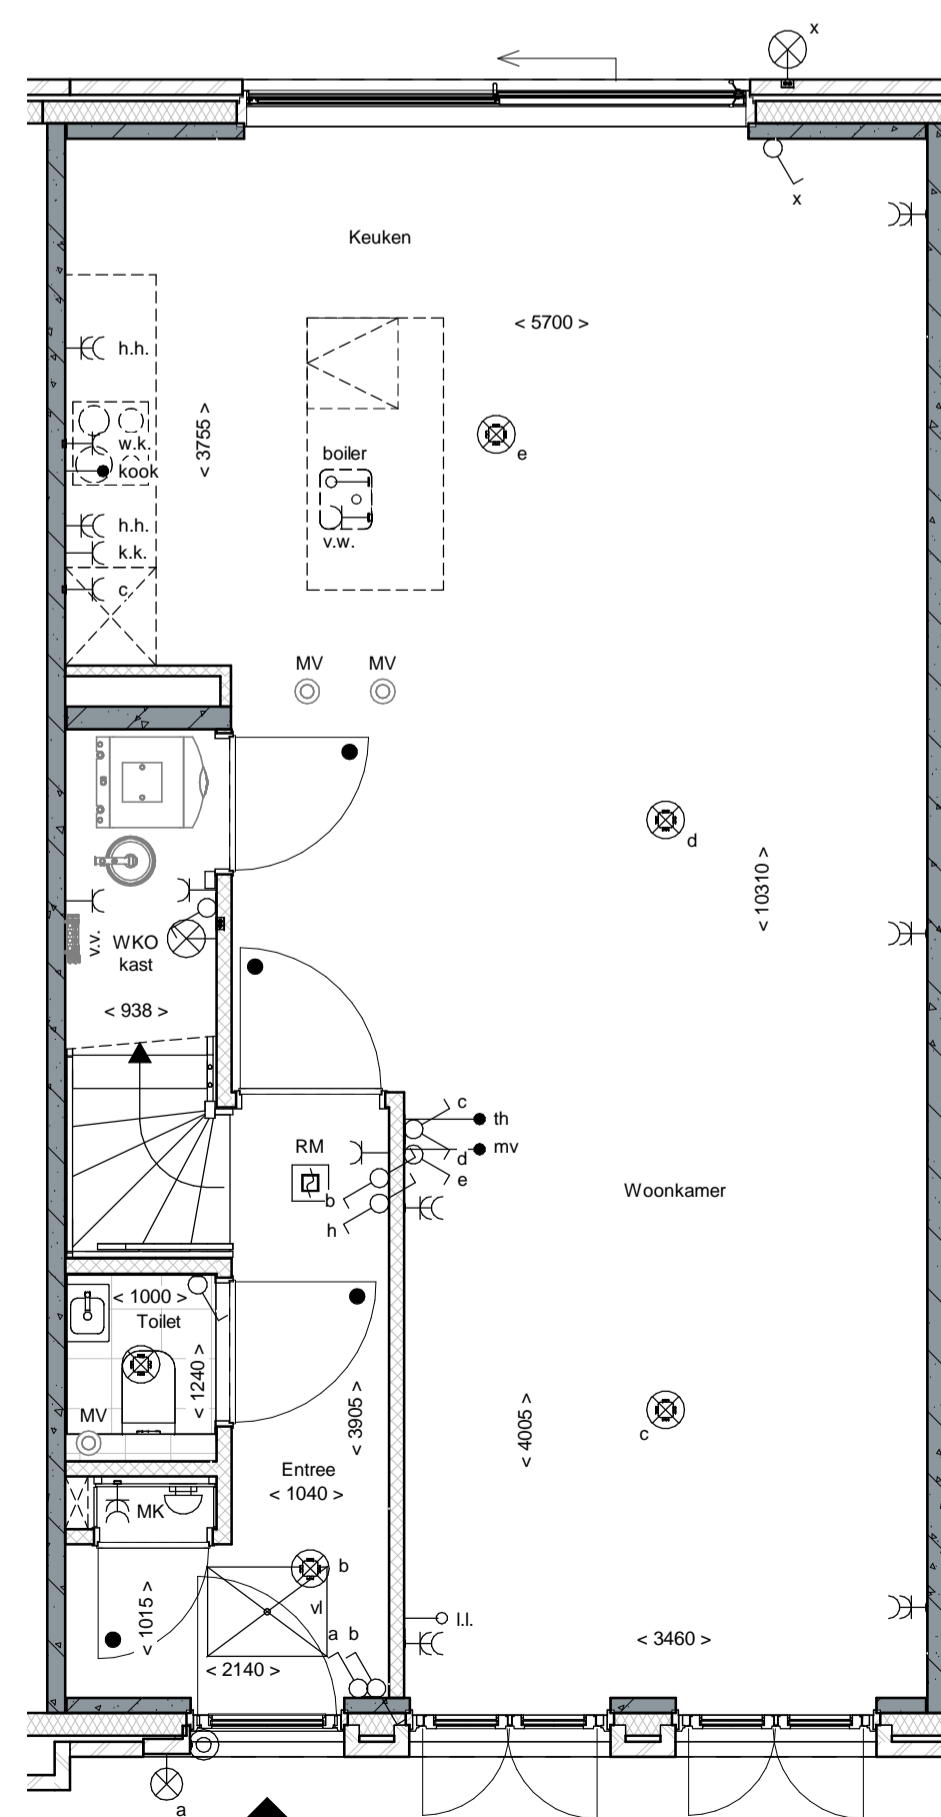 x
x
Keuken
< 5700 >
h.h.
< 3755 >
w.k.
kook
e
boiler
h.h.
v.w.
k.k.
c
MV MV
d
< 10310 >
v.v.
WKO
kast
< 938 >
c
th
RM
mv
d
e
b
h
Woonkamer
< 1000 >
Toilet
< 1240 >
MV
< 3905 >
< 4005 >
c
Entree
< 1040 >
MK
b
< 1015 >
vl
l.l.
a b
< 3460 >
< 2140 >
a